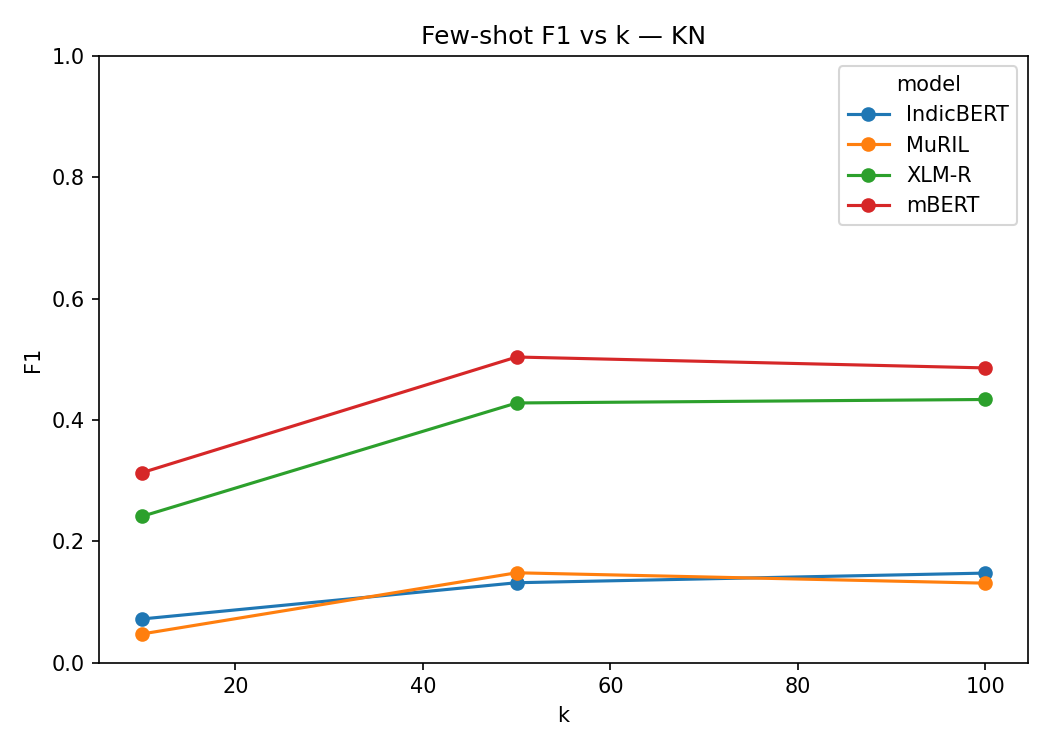 Few-shot F1 vs k — KN
model
IndicBERT
MuRIL
XLM-R
mBERT
F1
1.0
0.8
0.6
0.4
0.2
0.0
20 40 60 80 100
k